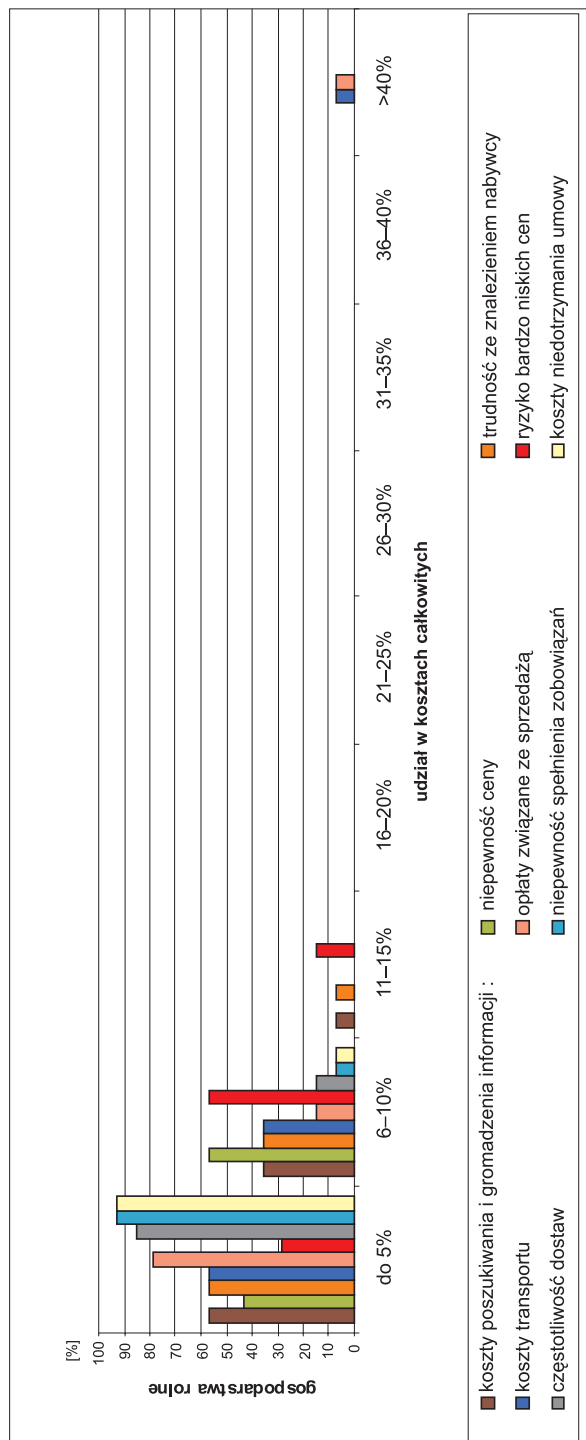 [%]
100
90
80
70
60
50
40
30
20
10
0
gospodarstwa rolne
do 5%
6–10%
11–15%
16–20%
21–25%
26–30%
31–35%
36–40%
>40%
udział w kosztach całkowitych
koszty poszukiwania i gromadzenia informacji :
niepewność ceny
trudność ze znalezieniem nabywcy
koszty transportu
opłaty związane ze sprzedażą
ryzyko bardzo niskich cen
częstotliwość dostaw
niepewność spełnienia zobowiązań
koszty niedotrzymania umowy